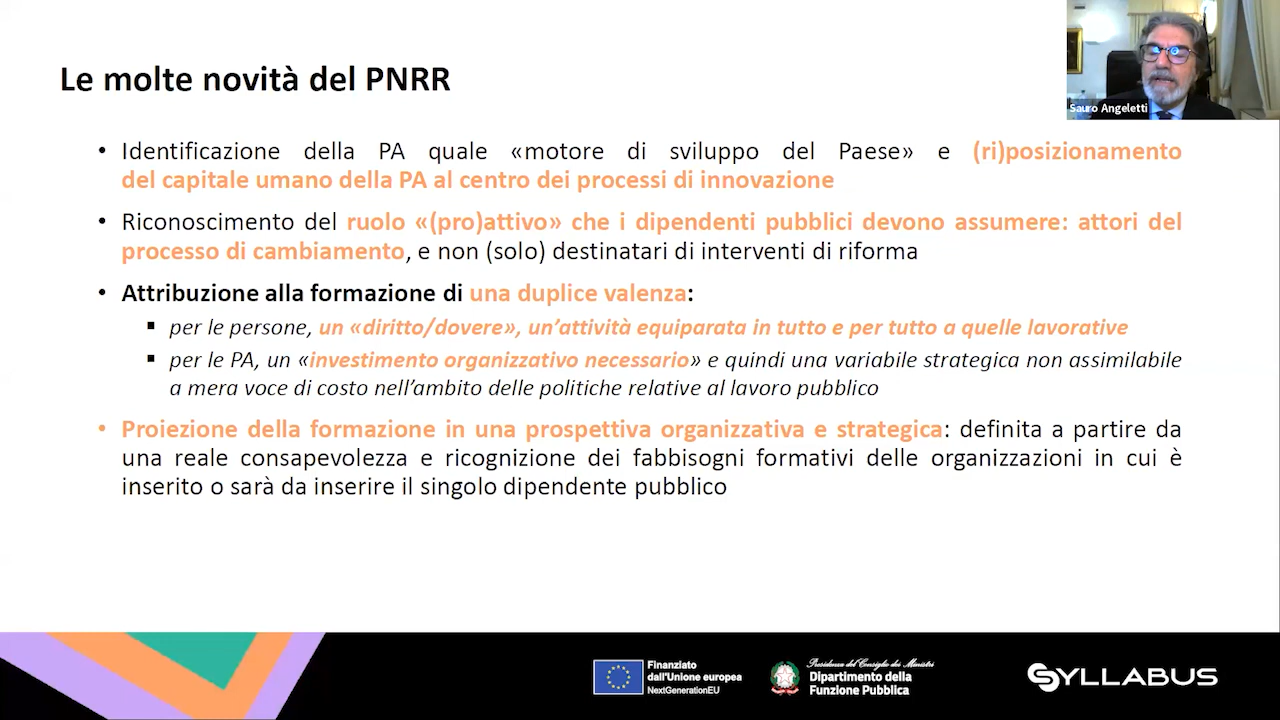 Le molte novità del PNRR
Sauro Angeletti
• Identificazione della PA quale «motore di sviluppo del Paese» e (ri)posizionamento
del capitale umano della PA al centro dei processi di innovazione
• Riconoscimento del ruolo «(pro)attivo» che i dipendenti pubblici devono assumere: attori del
processo di cambiamento, e non (solo) destinatari di interventi di riforma
• Attribuzione alla formazione di una duplice valenza:
▪ per le persone, un «diritto/dovere», un’attività equiparata in tutto e per tutto a quelle lavorative
▪ per le PA, un «investimento organizzativo necessario» e quindi una variabile strategica non assimilabile
a mera voce di costo nell’ambito delle politiche relative al lavoro pubblico
• Proiezione della formazione in una prospettiva organizzativa e strategica: definita a partire da
una reale consapevolezza e ricognizione dei fabbisogni formativi delle organizzazioni in cui è
inserito o sarà da inserire il singolo dipendente pubblico
Finanziato
dall'Unione europea
NextGenerationEU
Presidenza del Consiglio dei Ministri
Dipartimento della
Funzione Pubblica
SYLLABUS